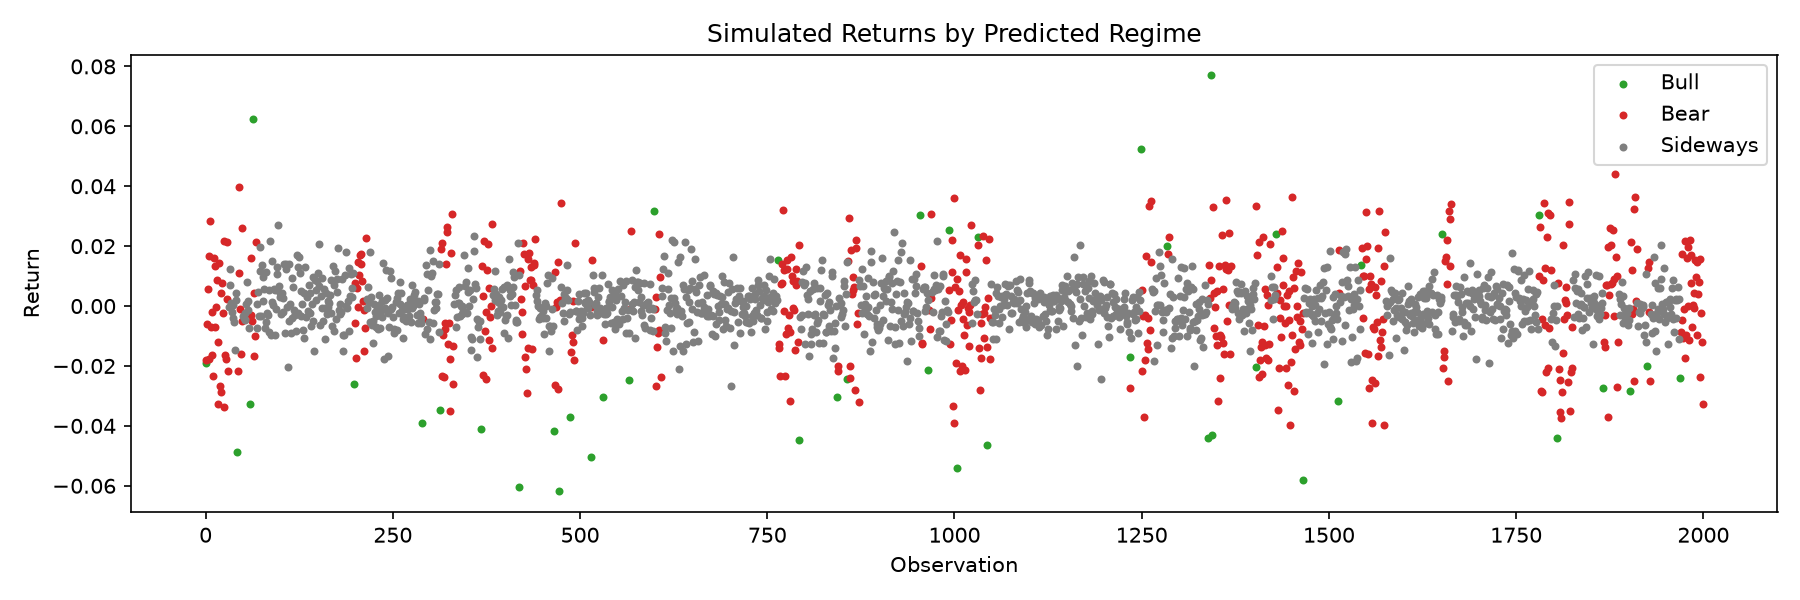 Simulated Returns by Predicted Regime
0.08
0.06
0.04
0.02
0.00
−0.02
−0.04
−0.06
Return
Bull
Bear
Sideways
0 250 500 750 1000 1250 1500 1750 2000
Observation